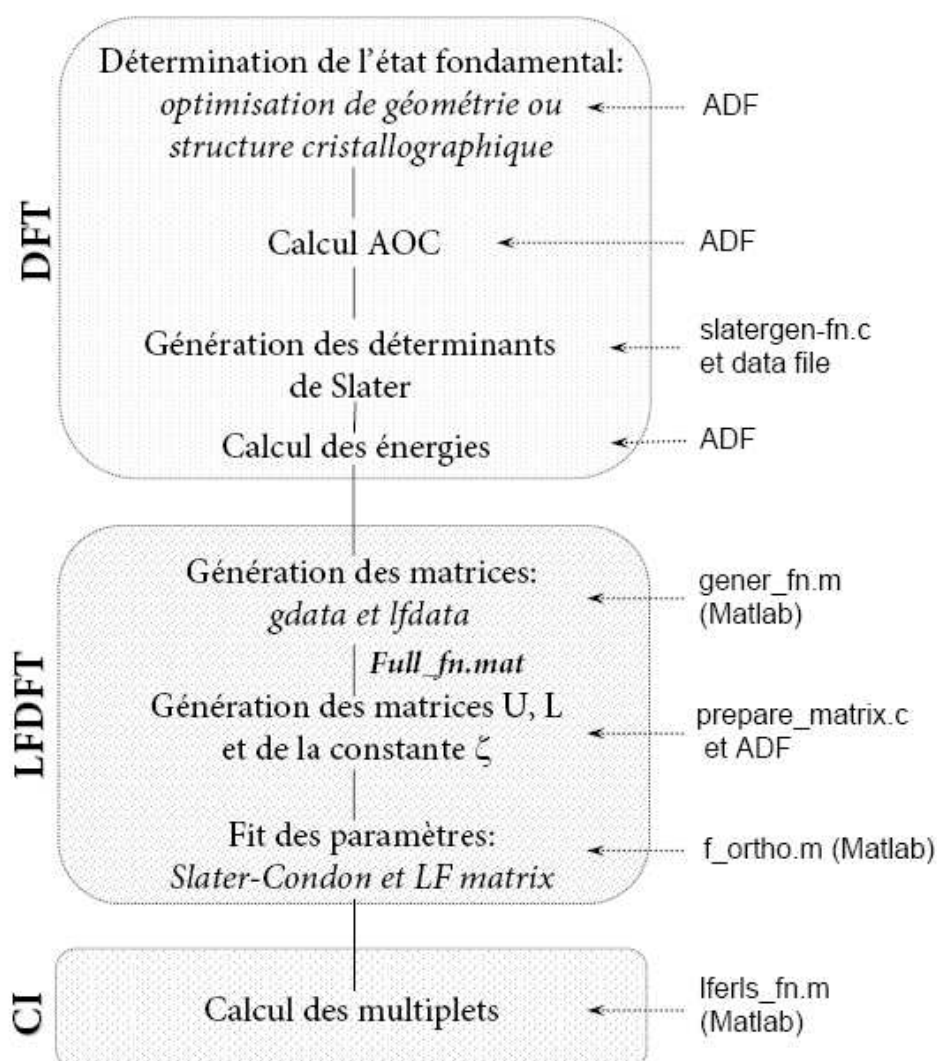 DFT
Détermination de l'état fondamental:
optimisation de géométrie ou
structure cristallographique
ADF
Calcul AOC
ADF
Génération des déterminants
de Slater
slatergen-fn.c
et data file
Calcul des énergies
ADF
LFDFT
Génération des matrices:
gdata et lfdata
gener_fn.m
(Matlab)
Full_fn.mat
Génération des matrices U, L
et de la constante ζ
prepare_matrix.c
et ADF
Fit des paramètres:
Slater-Condon et LF matrix
f_ortho.m (Matlab)
CI
Calcul des multiplets
lferls_fn.m
(Matlab)